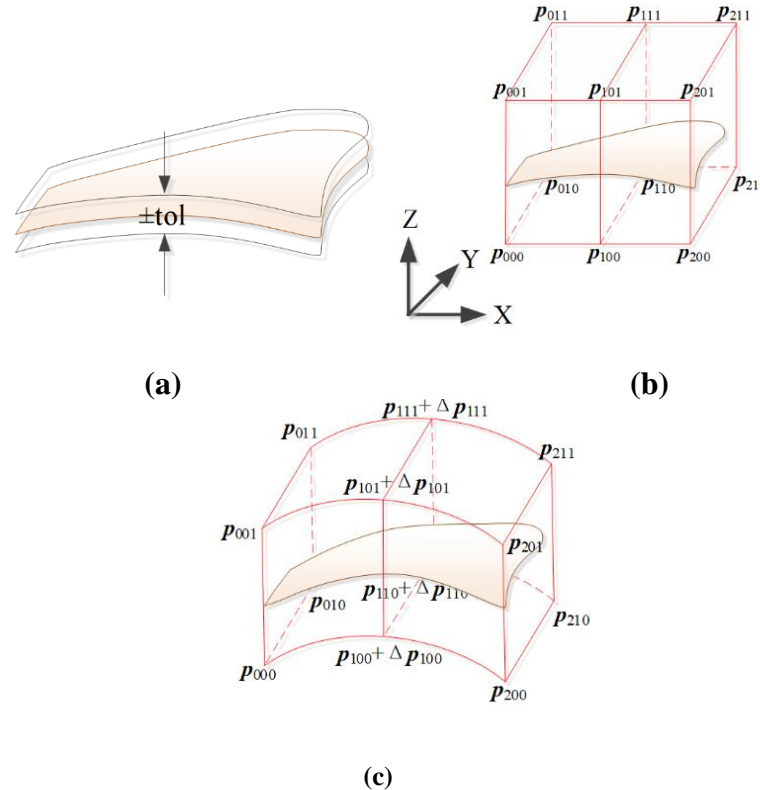 p011 p111 p211
p001 p101 p201
±tol
p010 p110 p21
Z
Y
X
p000 p100 p200
(a) (b)
p111+Δp111
p011
p211
p101+Δp101
p001
p201
p110+Δp110
p010
p210
p100+Δp100
p000
p200
(c)